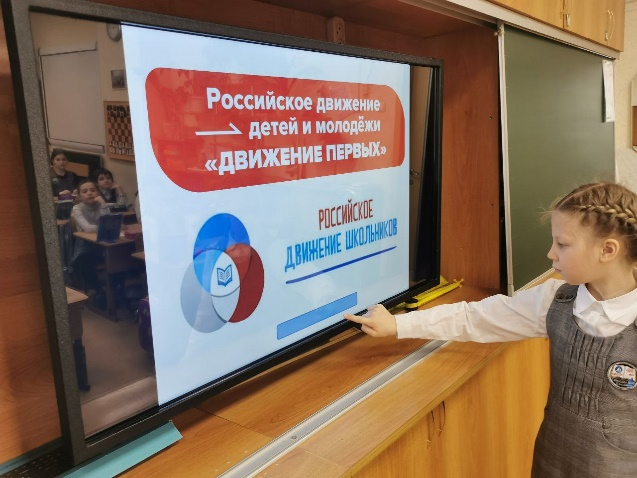 Российское движение
детей и молодёжи
«ДВИЖЕНИЕ ПЕРВЫХ»
РОССИЙСКОЕ
ДВИЖЕНИЕ ШКОЛЬНИКОВ